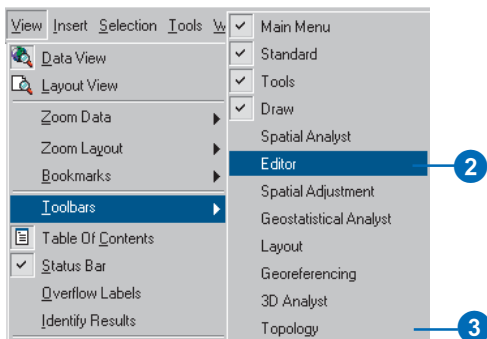 View Insert Selection Tools W
Data View
Layout View
Zoom Data
Zoom Layout
Bookmarks
Toolbars
Table Of Contents
Status Bar
Overflow Labels
Identify Results
Main Menu
Standard
Tools
Draw
Spatial Analyst
Editor
2
Spatial Adjustment
Geostatistical Analyst
Layout
Georeferencing
3D Analyst
Topology
3